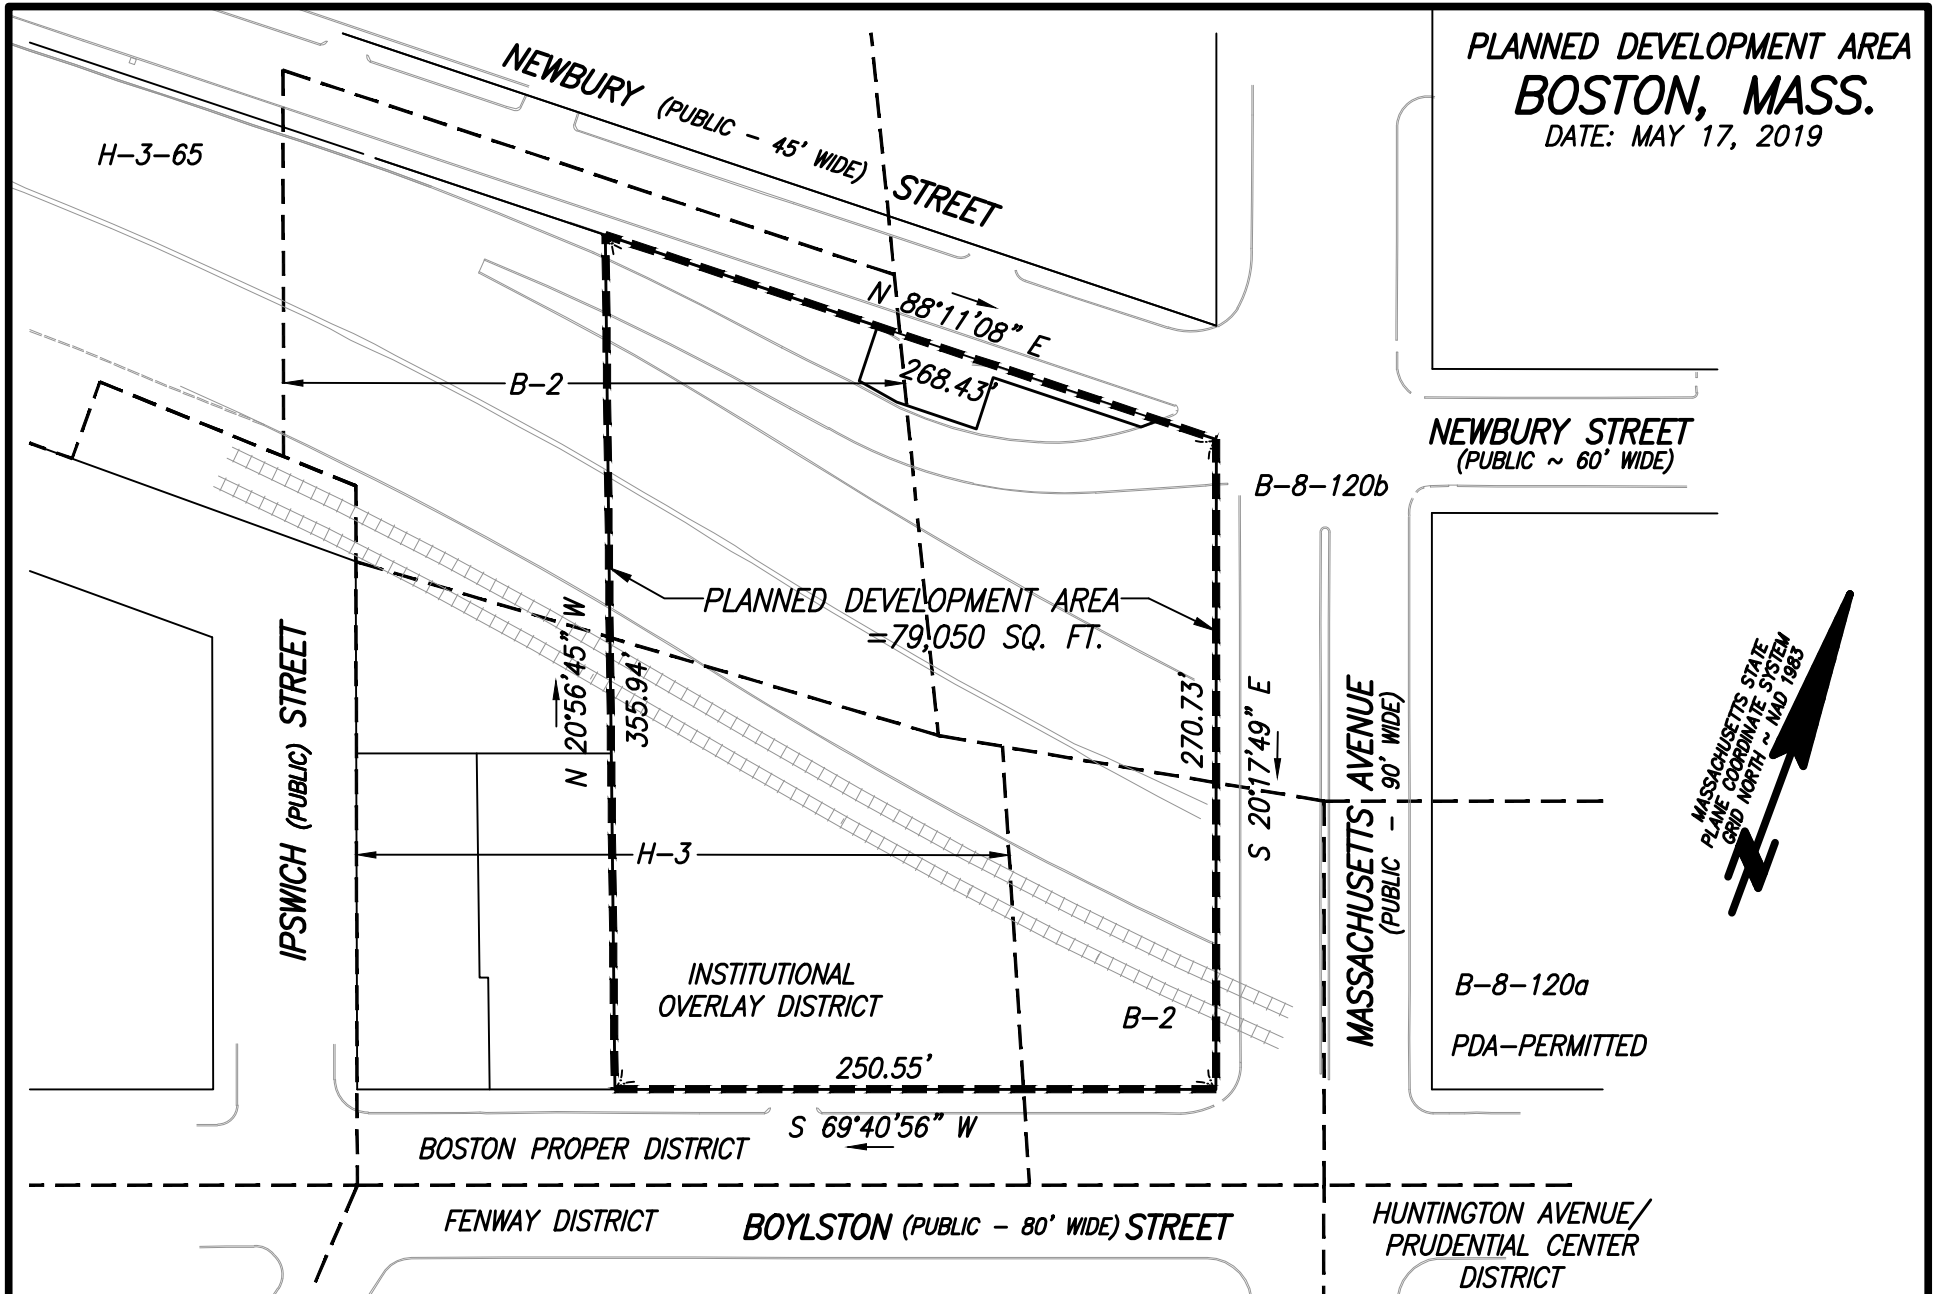 PLANNED DEVELOPMENT AREA
BOSTON, MASS.
DATE: MAY 17, 2019
NEWBURY (PUBLIC - 45' WIDE) STREET
H-3-65
N 88°11'08" E
268.43'
B-2
NEWBURY STREET
(PUBLIC ~ 60' WIDE)
B-8-120b
PLANNED DEVELOPMENT AREA
=79,050 SQ. FT.
IPSWICH (PUBLIC) STREET
N 20°56'45" W
355.94'
270.73'
S 20°17'49" E
MASSACHUSETTS AVENUE
(PUBLIC - 90' WIDE)
MASSACHUSETTS STATE
PLANE COORDINATE SYSTEM
GRID NORTH ~ NAD 1983
N
H-3
INSTITUTIONAL
OVERLAY DISTRICT
B-2
B-8-120a
PDA-PERMITTED
250.55'
S 69°40'56" W
BOSTON PROPER DISTRICT
FENWAY DISTRICT
BOYLSTON (PUBLIC - 80' WIDE) STREET
HUNTINGTON AVENUE/
PRUDENTIAL CENTER
DISTRICT